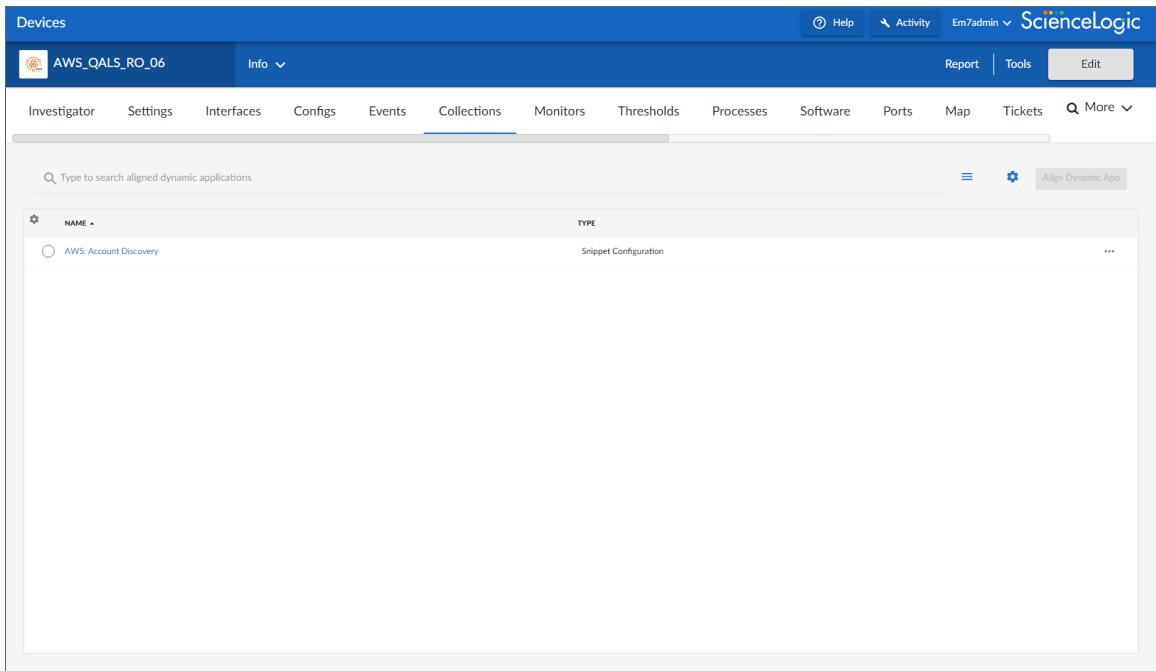 Devices
Help Activity Em7admin ScienceLogic
AWS_QALS_RO_06 Info Report Tools Edit
Investigator Settings Interfaces Configs Events Collections Monitors Thresholds Processes Software Ports Map Tickets More
Type to search aligned dynamic applications Align Dynamic App
NAME TYPE
AWS: Account Discovery Snippet Configuration